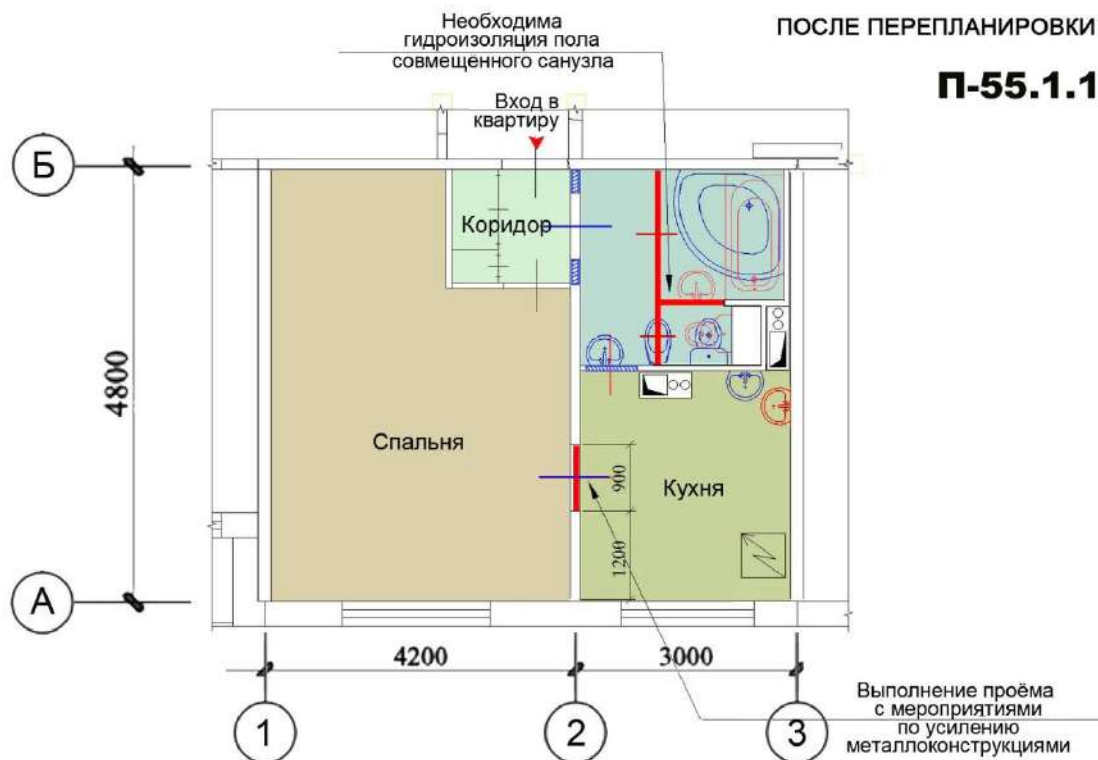 Необходима
гидроизоляция пола
совмещённого санузла
ПОСЛЕ ПЕРЕПЛАНИРОВКИ
П-55.1.1
Вход в
квартиру
Б
Коридор
4800
Спальня
900
Кухня
1200
А
4200
3000
1
2
3
Выполнение проёма
с мероприятиями
по усилению
металлоконструкциями